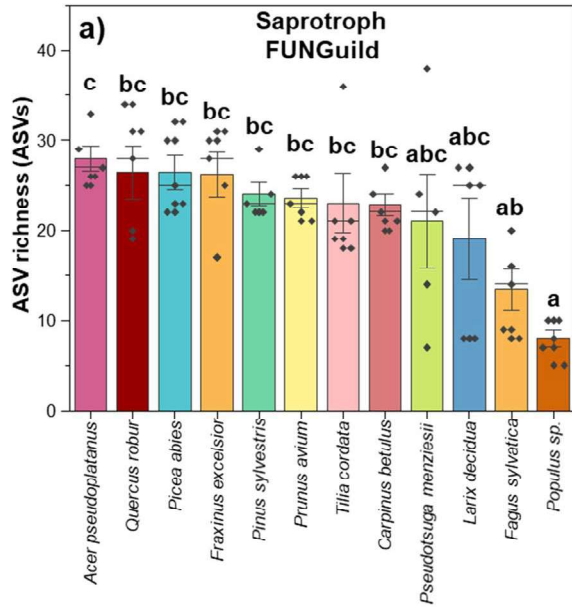 a)
Saprotroph
FUNGuild
ASV richness (ASVs)
40
30
20
10
0
c
bc
bc
bc
bc
bc
bc
bc
abc
abc
ab
a
Acer pseudoplatanus
Quercus robur
Picea abies
Fraxinus excelsior
Pinus sylvestris
Prunus avium
Tilia cordata
Carpinus betulus
Pseudotsuga menziesii
Larix decidua
Fagus sylvatica
Populus sp.